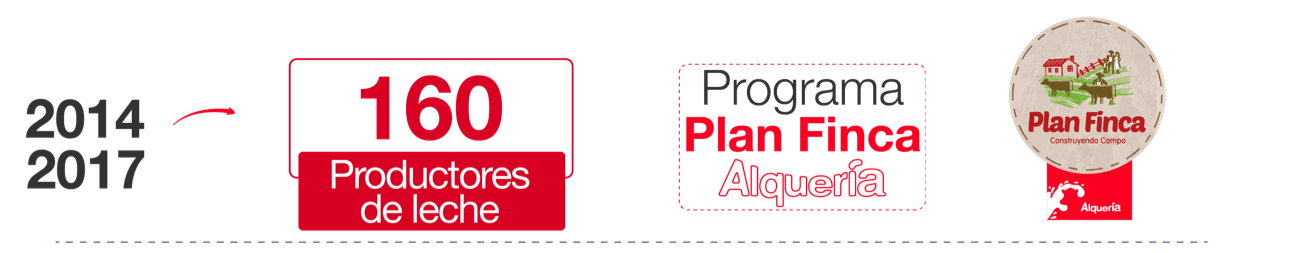 2014
2017
160
Productores
de leche
Programa
Plan Finca
Alquería
Plan Finca
Construyendo Campo
Alquería